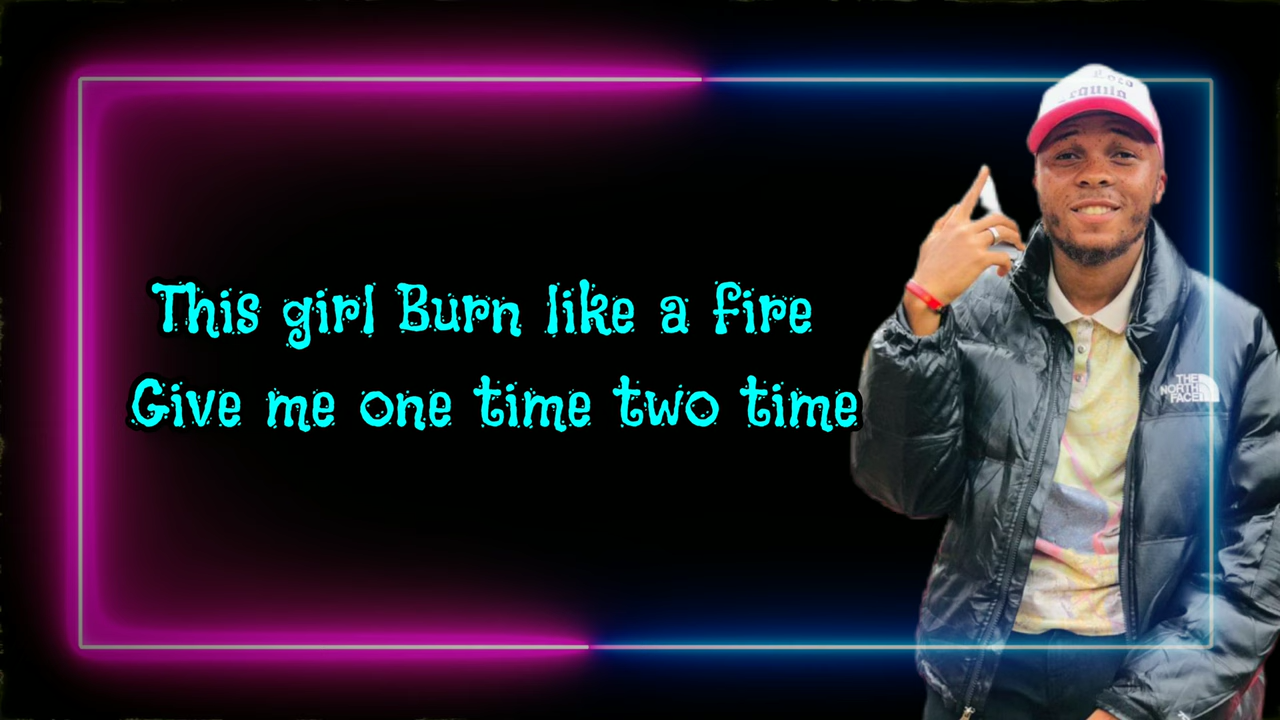 This girl Burn like a fire
Give me one time two time
THE
NORTH
FACE